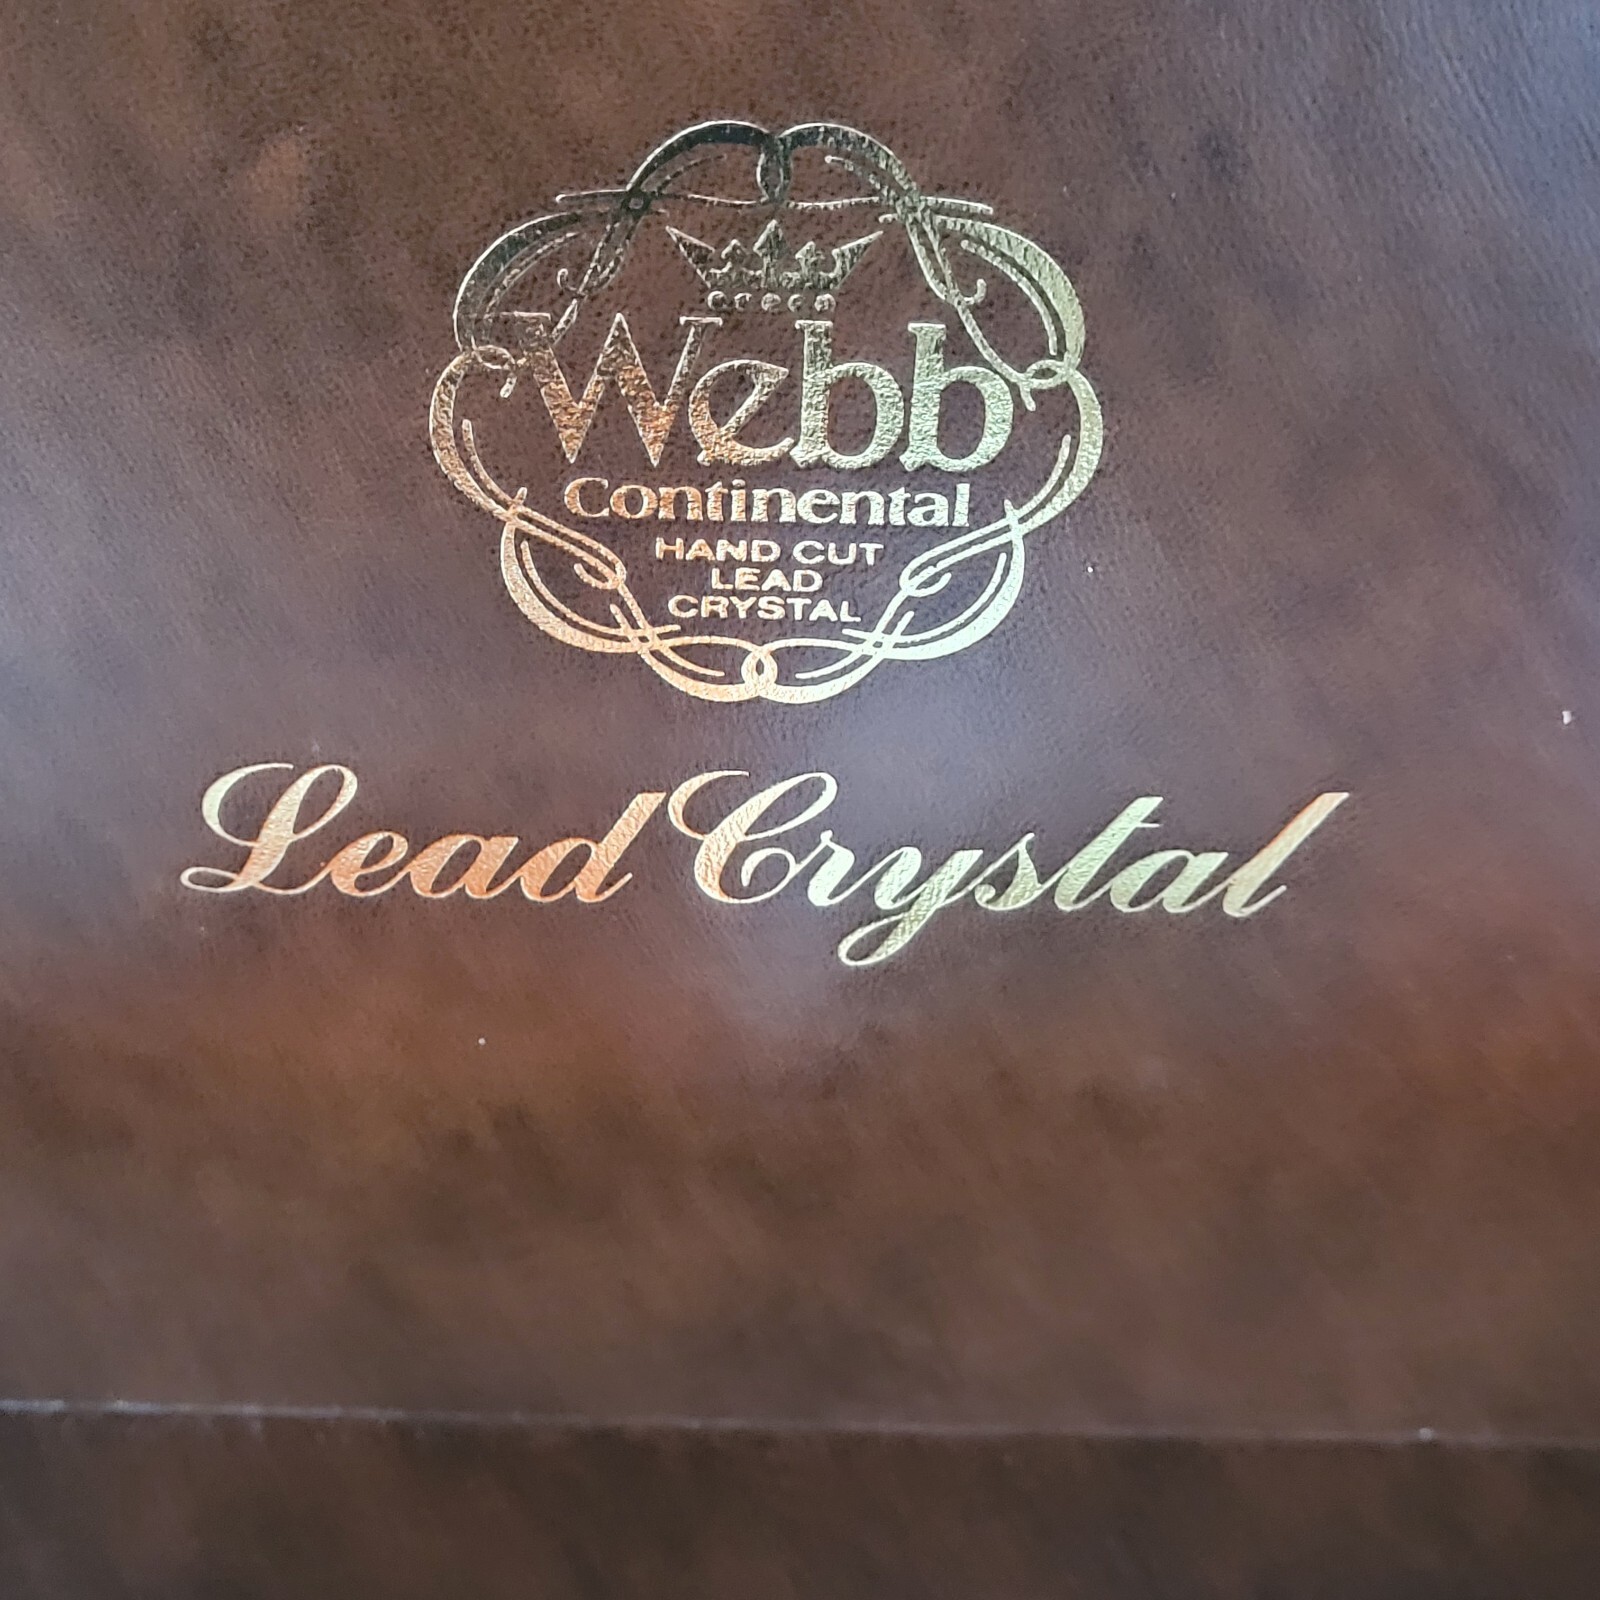 Webb
Continental
HAND CUT
LEAD
CRYSTAL
Lead Crystal